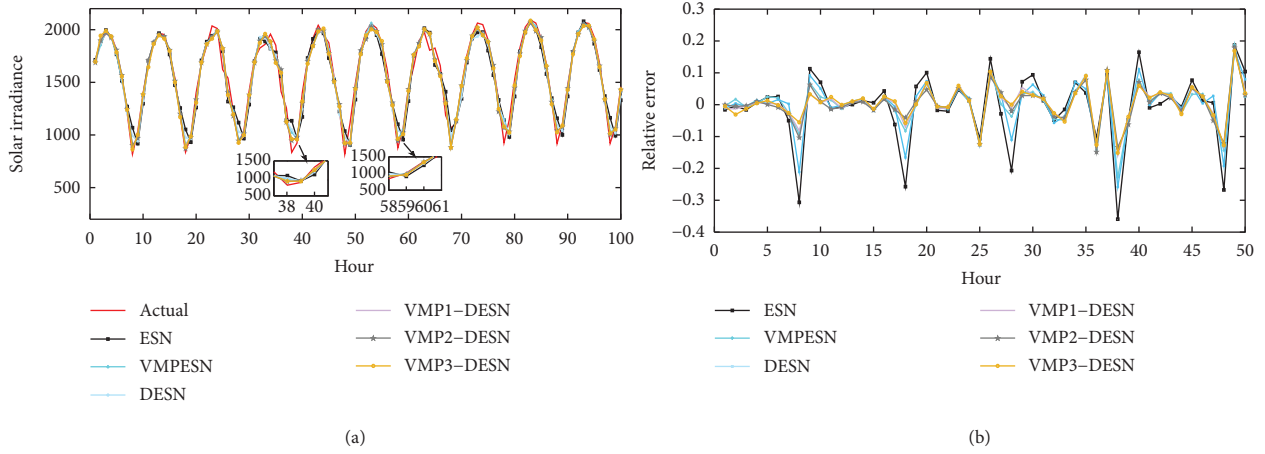 Solar irradiance
2000
1500
1000
500
1500
1000
500
38 40
1500
1000
500
58596061
0 10 20 30 40 50 60 70 80 90 100
Hour
Actual
ESN
VMPESN
DESN
VMP1−DESN
VMP2−DESN
VMP3−DESN
(a)
Relative error
0.3
0.2
0.1
0
−0.1
−0.2
−0.3
−0.4
0 5 10 15 20 25 30 35 40 45 50
Hour
ESN
VMPESN
DESN
VMP1−DESN
VMP2−DESN
VMP3−DESN
(b)